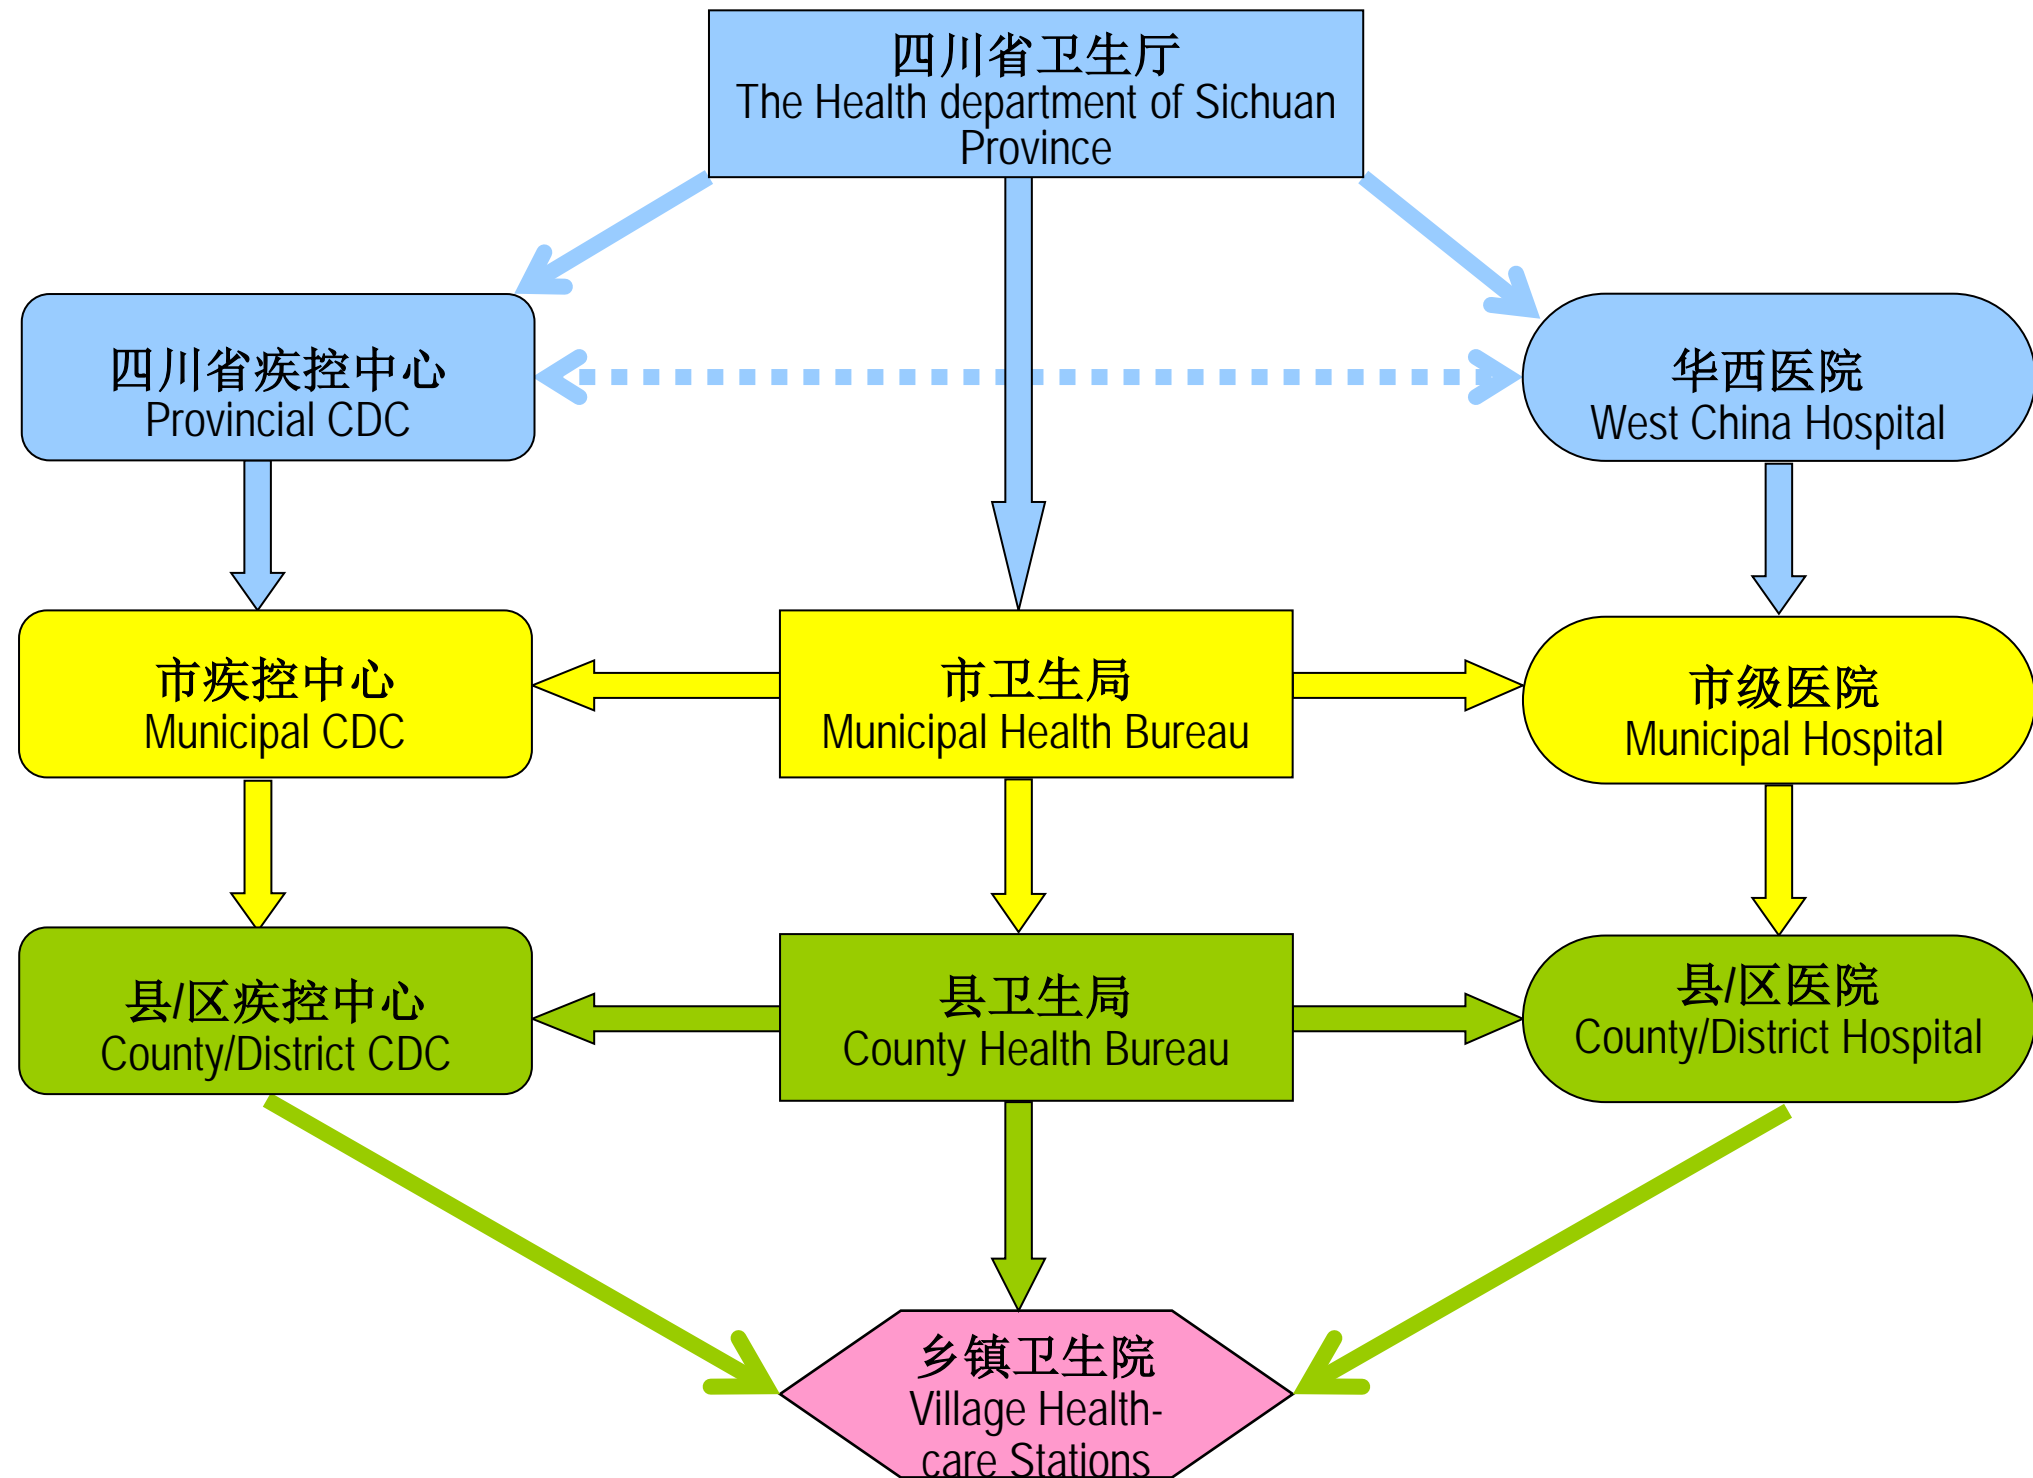 四川省卫生厅
The Health department of Sichuan
Province
四川省疾控中心
Provincial CDC
华西医院
West China Hospital
市疾控中心
Municipal CDC
市卫生局
Municipal Health Bureau
市级医院
Municipal Hospital
县/区疾控中心
County/District CDC
县卫生局
County Health Bureau
县/区医院
County/District Hospital
乡镇卫生院
Village Health-
care Stations